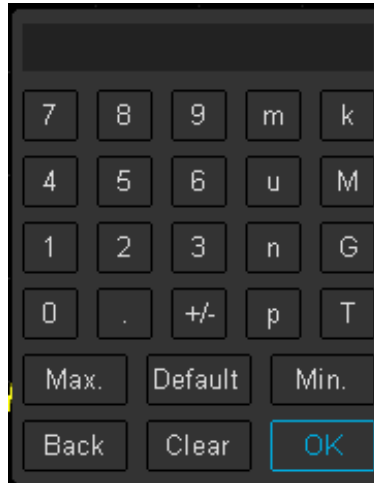 7 8 9 m k
4 5 6 u M
1 2 3 n G
0 . +/- p T
Max. Default Min.
Back Clear OK